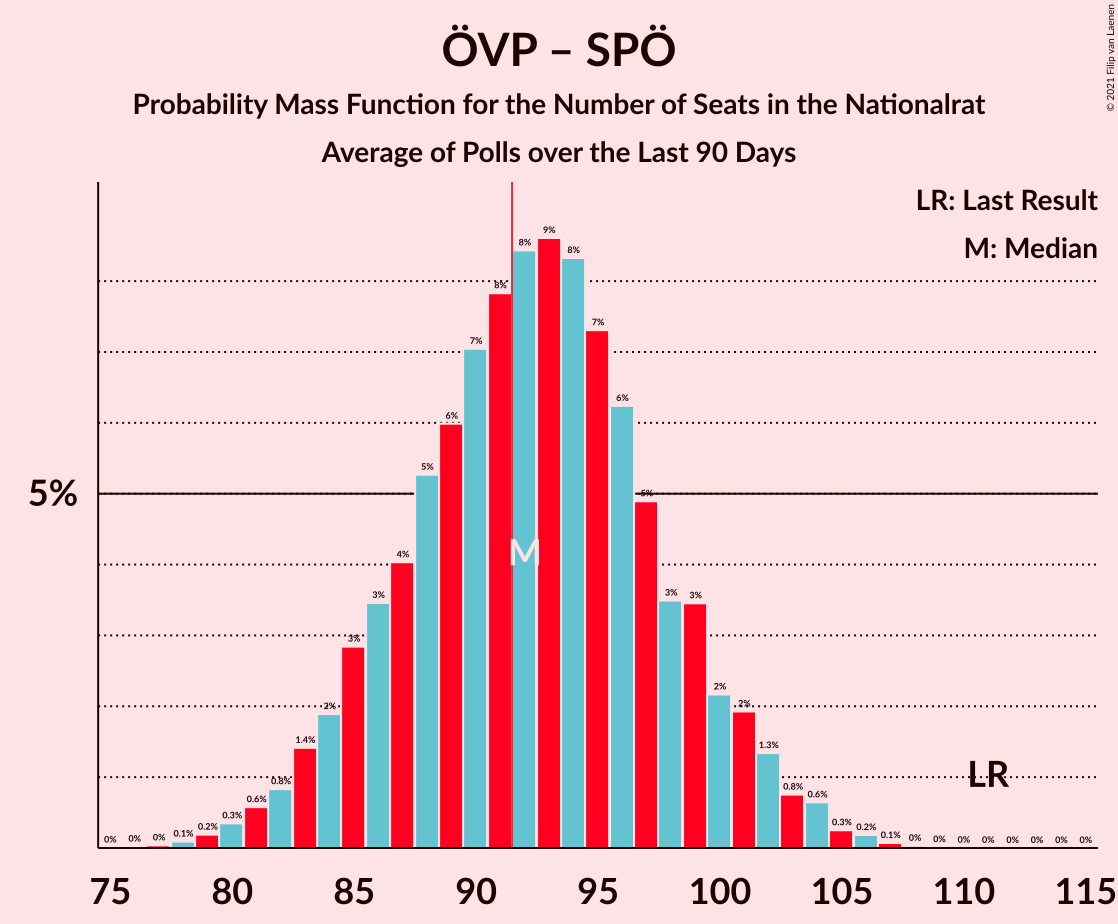 ÖVP – SPÖ
Probability Mass Function for the Number of Seats in the Nationalrat
Average of Polls over the Last 90 Days
© 2021 Filip van Laenen
LR: Last Result
M: Median
5%
0% 0% 0% 0.1% 0.2% 0.3% 0.6% 0.8% 1.4% 2% 3% 3% 4% 5% 6% 7% 8% 8% 9% 8% 7% 6% 5% 3% 3% 2% 2% 1.3% 0.8% 0.6% 0.3% 0.2% 0.1% 0% 0% 0% 0% 0% 0% 0% 0%
M
LR
75 80 85 90 95 100 105 110 115